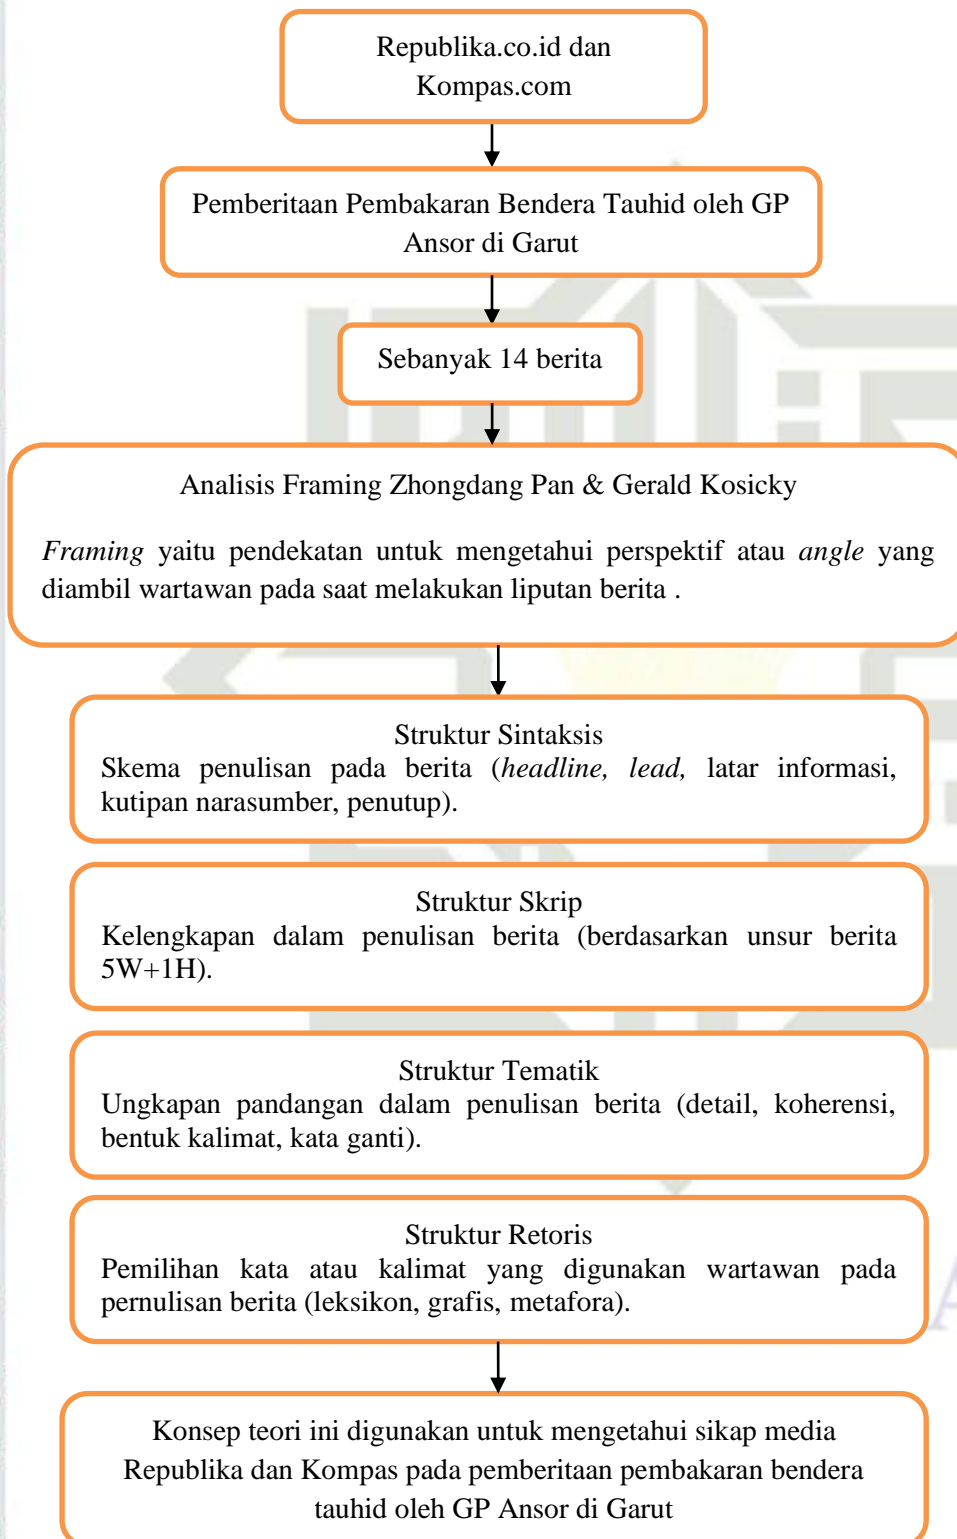 Republika.co.id dan
Kompas.com
Pemberitaan Pembakaran Bendera Tauhid oleh GP
Ansor di Garut
Sebanyak 14 berita
Analisis Framing Zhongdang Pan & Gerald Kosicky
Framing yaitu pendekatan untuk mengetahui perspektif atau angle yang
diambil wartawan pada saat melakukan liputan berita .
Struktur Sintaksis
Skema penulisan pada berita (headline, lead, latar informasi,
kutipan narasumber, penutup).
Struktur Skrip
Kelengkapan dalam penulisan berita (berdasarkan unsur berita
5W+1H).
Struktur Tematik
Ungkapan pandangan dalam penulisan berita (detail, koherensi,
bentuk kalimat, kata ganti).
Struktur Retoris
Pemilihan kata atau kalimat yang digunakan wartawan pada
pernulisan berita (leksikon, grafis, metafora).
Konsep teori ini digunakan untuk mengetahui sikap media
Republika dan Kompas pada pemberitaan pembakaran bendera
tauhid oleh GP Ansor di Garut